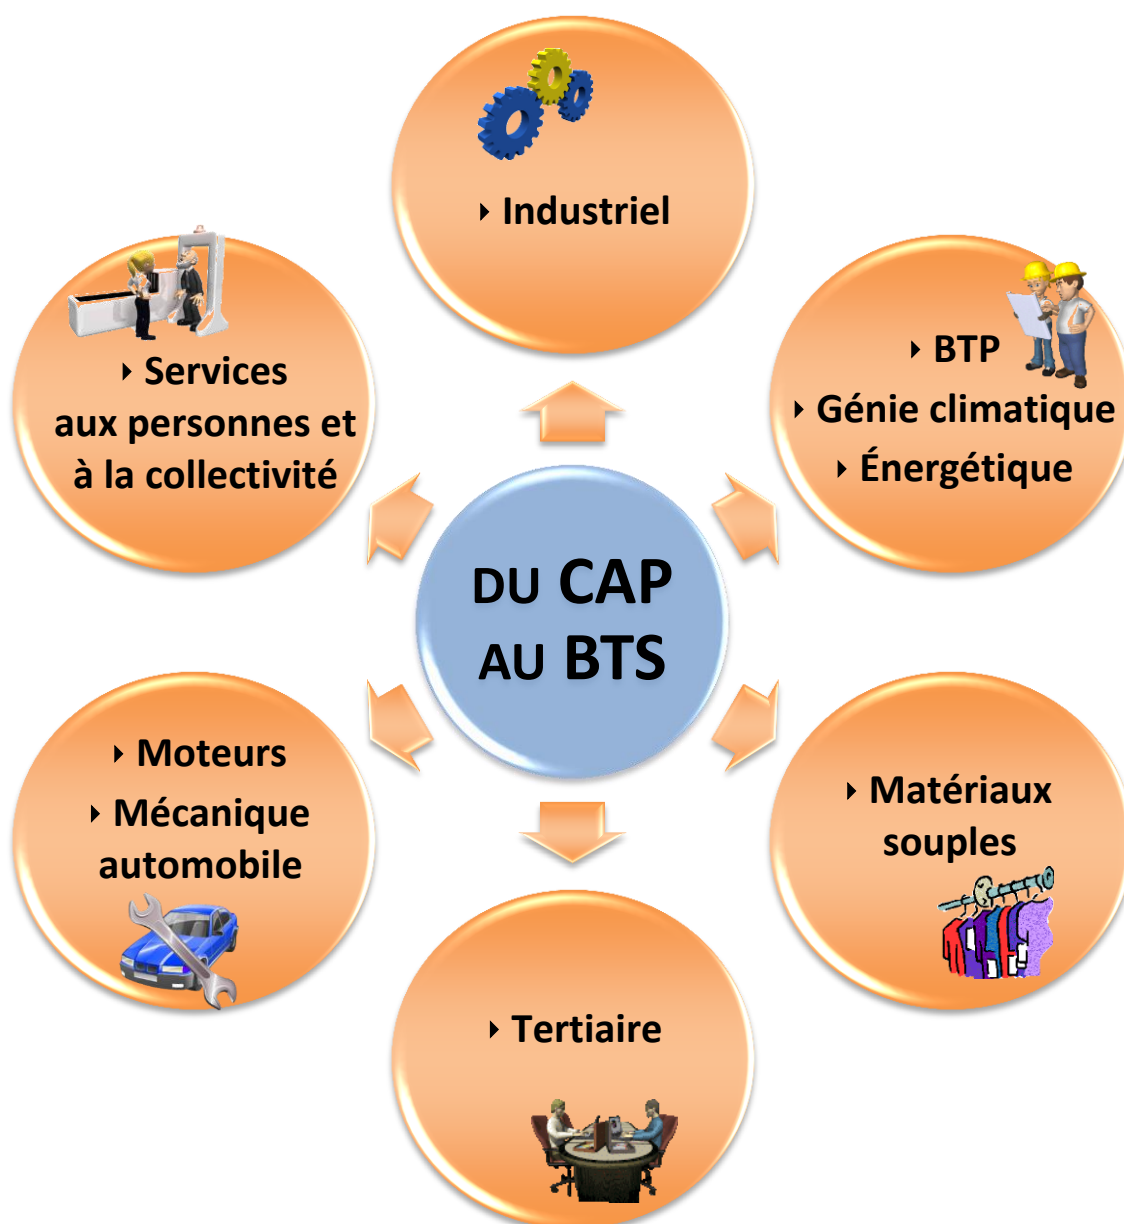 ‣ Industriel
‣ Services
aux personnes et
à la collectivité
‣ BTP
‣ Génie climatique
‣ Énergétique
DU CAP
AU BTS
‣ Moteurs
‣ Mécanique
automobile
‣ Matériaux
souples
‣ Tertiaire